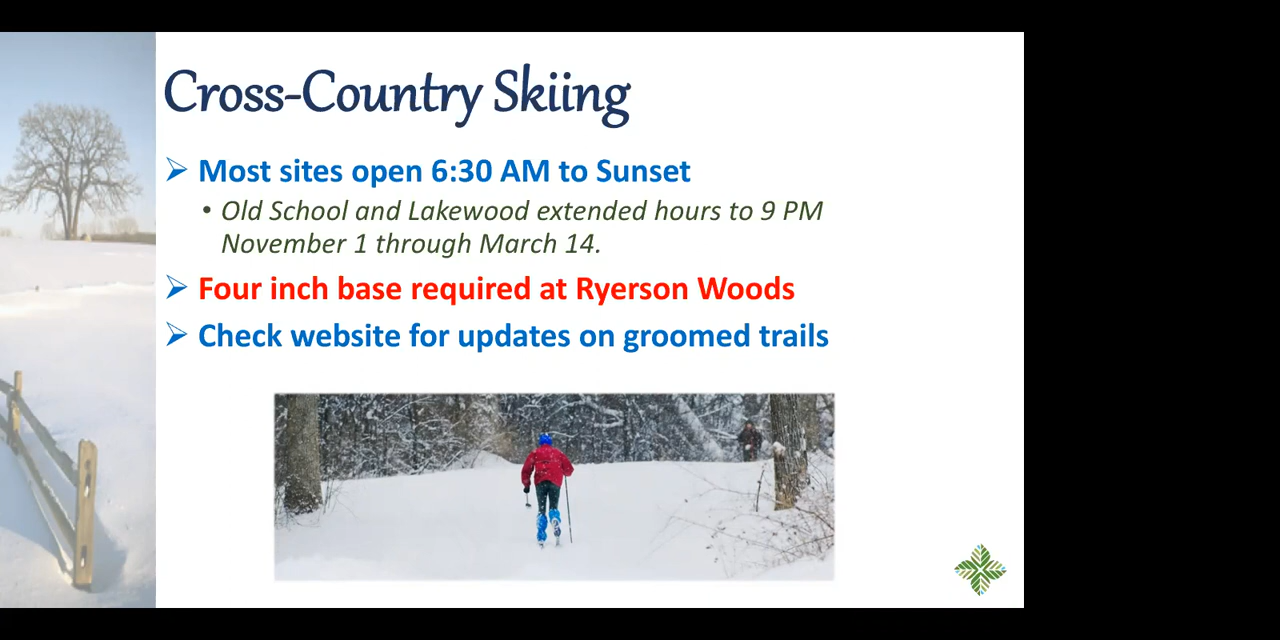 Cross-Country Skiing
➢ Most sites open 6:30 AM to Sunset
• Old School and Lakewood extended hours to 9 PM
November 1 through March 14.
➢ Four inch base required at Ryerson Woods
➢ Check website for updates on groomed trails